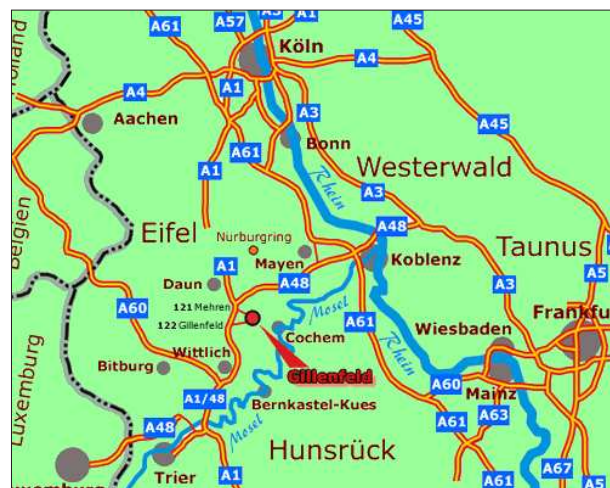 A57
A3
A1
A61
A45
Holland
Köln
A4
A4
A1
A3
Aachen
A45
Bonn
A61
A1
Westerwald
Rhein
A3
Belgien
Eifel
A48
Nürburgring
Taunus
A1
Mayen
Koblenz
A5
Daun
A48
A3
121 Mehren
Mosel
A60
Frankfu
122 Gillenfeld
A61
Cochem
Wiesbaden
Rhein
Luxemburg
Bitburg
Wittlich
Gillenfeld
A60
Mainz
A1/48
Bernkastel-Kues
A63
A48
Mosel
A61
Hunsrück
Trier
A67
A1
A61
A5